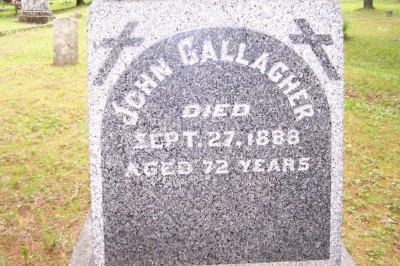 JOHN GALLAGHER
DIED
SEPT. 27, 1888
AGED 72 YEARS